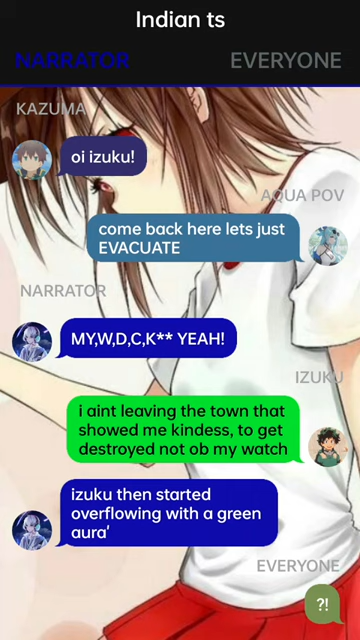 Indian ts
NARRATOR
EVERYONE
KAZUMA
oi izuku!
AQUA POV
come back here lets just
EVACUATE
NARRATOR
MY,W,D,C,K** YEAH!
IZUKU
i aint leaving the town that
showed me kindess, to get
destroyed not ob my watch
izuku then started
overflowing with a green
aura'
EVERYONE
?!